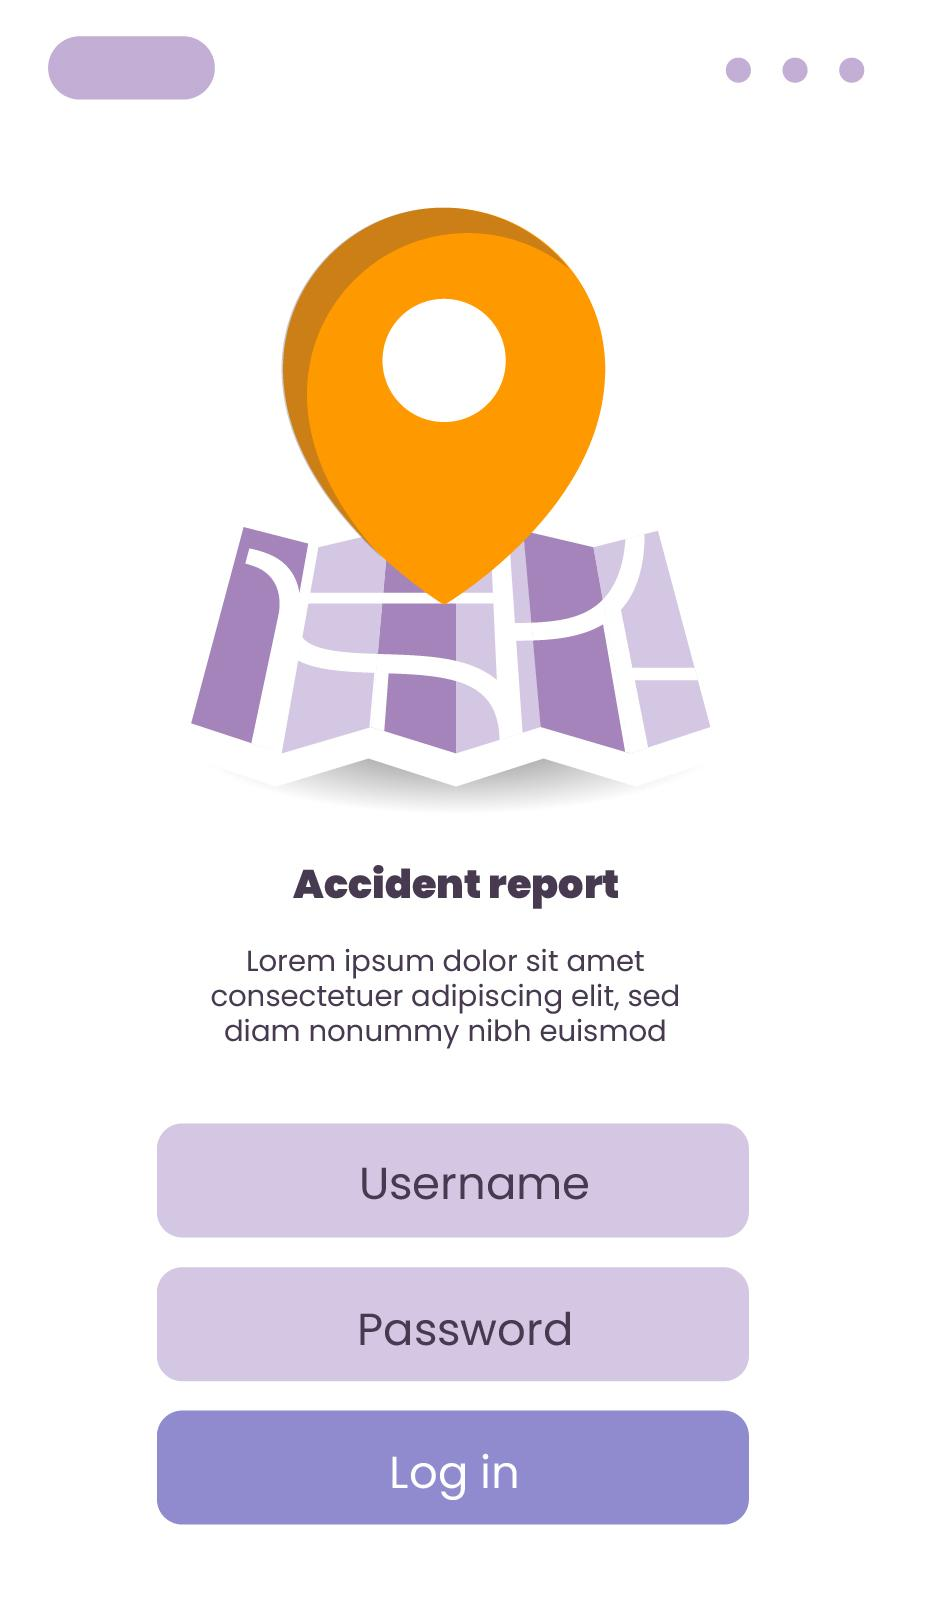 Accident report
Lorem ipsum dolor sit amet
consectetuer adipiscing elit, sed
diam nonummy nibh euismod
Username
Password
Log in